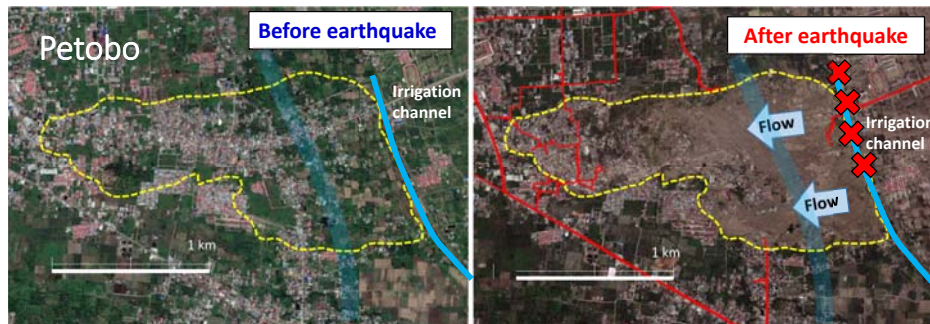 Petobo
Before earthquake
Irrigation
channel
1 km
After earthquake
Flow
Irrigation
channel
Flow
1 km